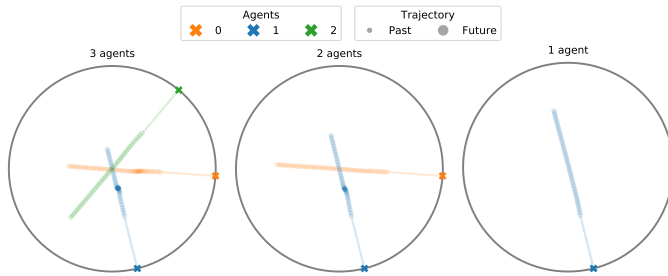 Agents
0 1 2
Trajectory
Past Future
3 agents
2 agents
1 agent